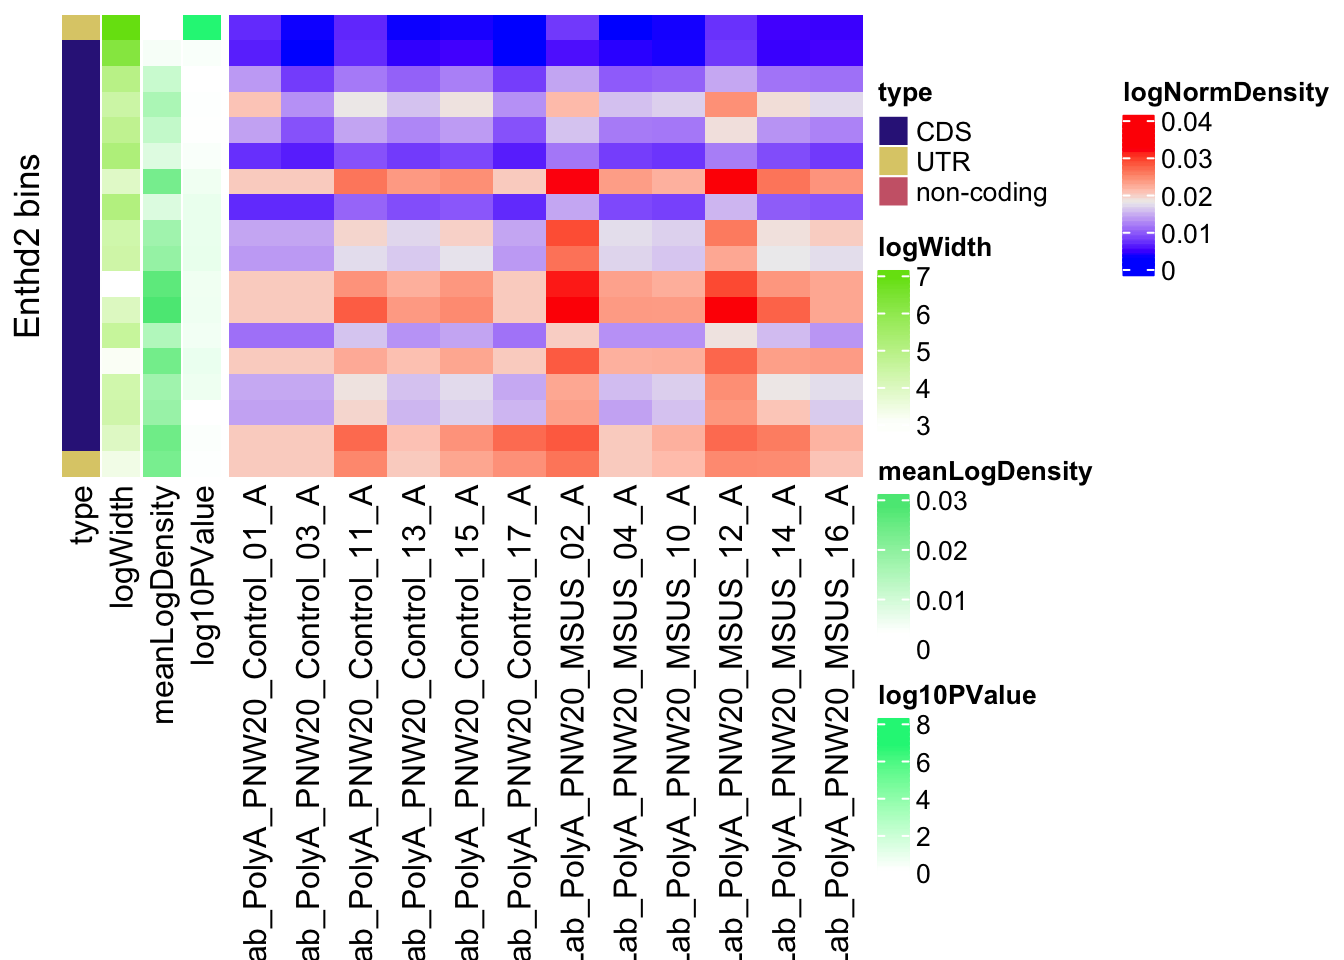 Enthd2 bins
type
logWidth
meanLogDensity
log10PValue
ab_PolyA_PNW20_Control_01_A
ab_PolyA_PNW20_Control_03_A
ab_PolyA_PNW20_Control_11_A
ab_PolyA_PNW20_Control_13_A
ab_PolyA_PNW20_Control_15_A
ab_PolyA_PNW20_Control_17_A
ab_PolyA_PNW20_MSUS_02_A
ab_PolyA_PNW20_MSUS_04_A
ab_PolyA_PNW20_MSUS_10_A
ab_PolyA_PNW20_MSUS_12_A
ab_PolyA_PNW20_MSUS_14_A
ab_PolyA_PNW20_MSUS_16_A
type
CDS
UTR
non-coding
logWidth
7
6
5
4
3
meanLogDensity
0.03
0.02
0.01
0
log10PValue
8
6
4
2
0
logNormDensity
0.04
0.03
0.02
0.01
0